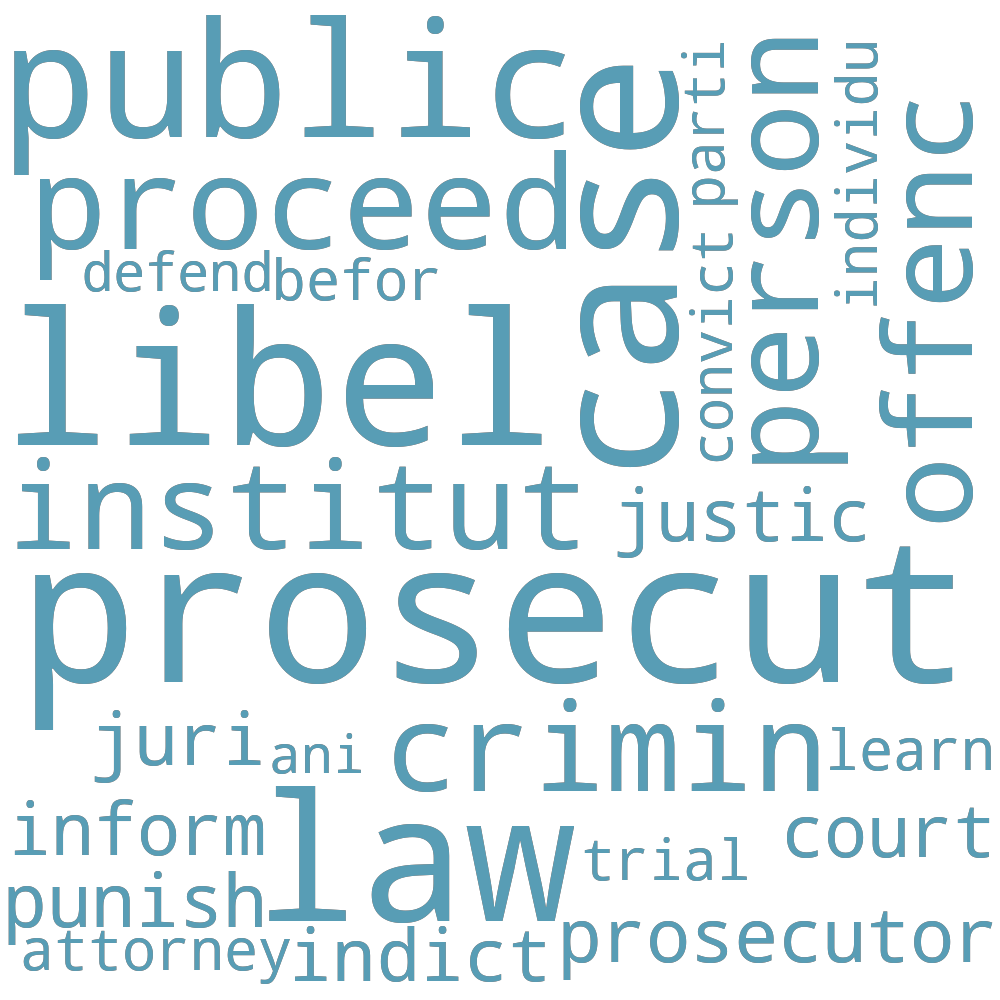 public
case
parti
person
individu
offenc
proceed
convict
defend
befor
libel
institut
justic
prosecut
juri
ani
crimin
learn
inform
law
court
trial
punish
prosecutor
attorney
indict